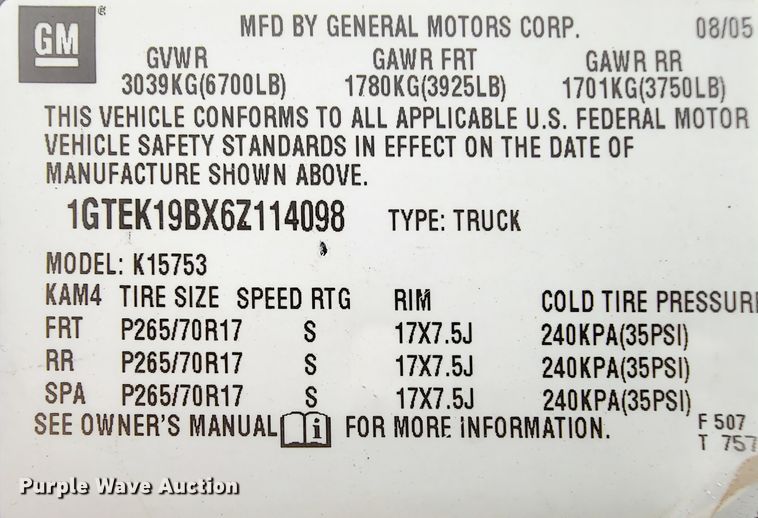 GM ®
MFD BY GENERAL MOTORS CORP. 08/05
GVWR GAWR FRT GAWR RR
3039KG(6700LB) 1780KG(3925LB) 1701KG(3750LB)
THIS VEHICLE CONFORMS TO ALL APPLICABLE U.S. FEDERAL MOTOR
VEHICLE SAFETY STANDARDS IN EFFECT ON THE DATE OF
MANUFACTURE SHOWN ABOVE.
1GTEK19BX6Z114098 TYPE: TRUCK
MODEL: K15753
KAM4 TIRE SIZE SPEED RTG RIM COLD TIRE PRESSURE
FRT P265/70R17 S 17X7.5J 240KPA(35PSI)
RR P265/70R17 S 17X7.5J 240KPA(35PSI)
SPA P265/70R17 S 17X7.5J 240KPA(35PSI)
SEE OWNER'S MANUAL i FOR MORE INFORMATION.
F 507
T 757
Purple Wave Auction